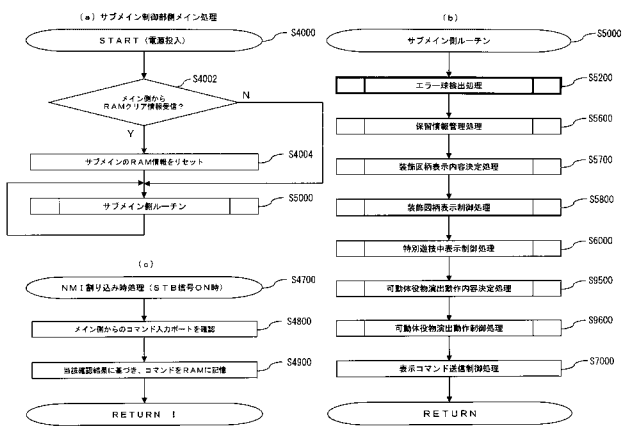 (a) サブメイン制御部側メイン処理
START (電源投入)
S4000
S4002
メイン側から
RAMクリア情報受信?
N
Y
サブメインのRAM情報をリセット
S4004
サブメイン側ルーチン
S5000
(c)
NMI割り込み時処理 (STB信号ON時)
S4700
メイン側からのコマンド入力ポートを確認
S4800
当該確認結果に基づき、コマンドをRAMに記憶
S4900
RETURN !
(b)
サブメイン側ルーチン
S5000
エラー球検出処理
S5200
保留情報管理処理
S5600
装飾図柄表示内容決定処理
S5700
装飾図柄表示制御処理
S5800
特別遊技中表示制御処理
S6000
可動体役物演出動作内容決定処理
S9500
可動体役物演出動作制御処理
S9600
表示コマンド送信制御処理
S7000
RETURN